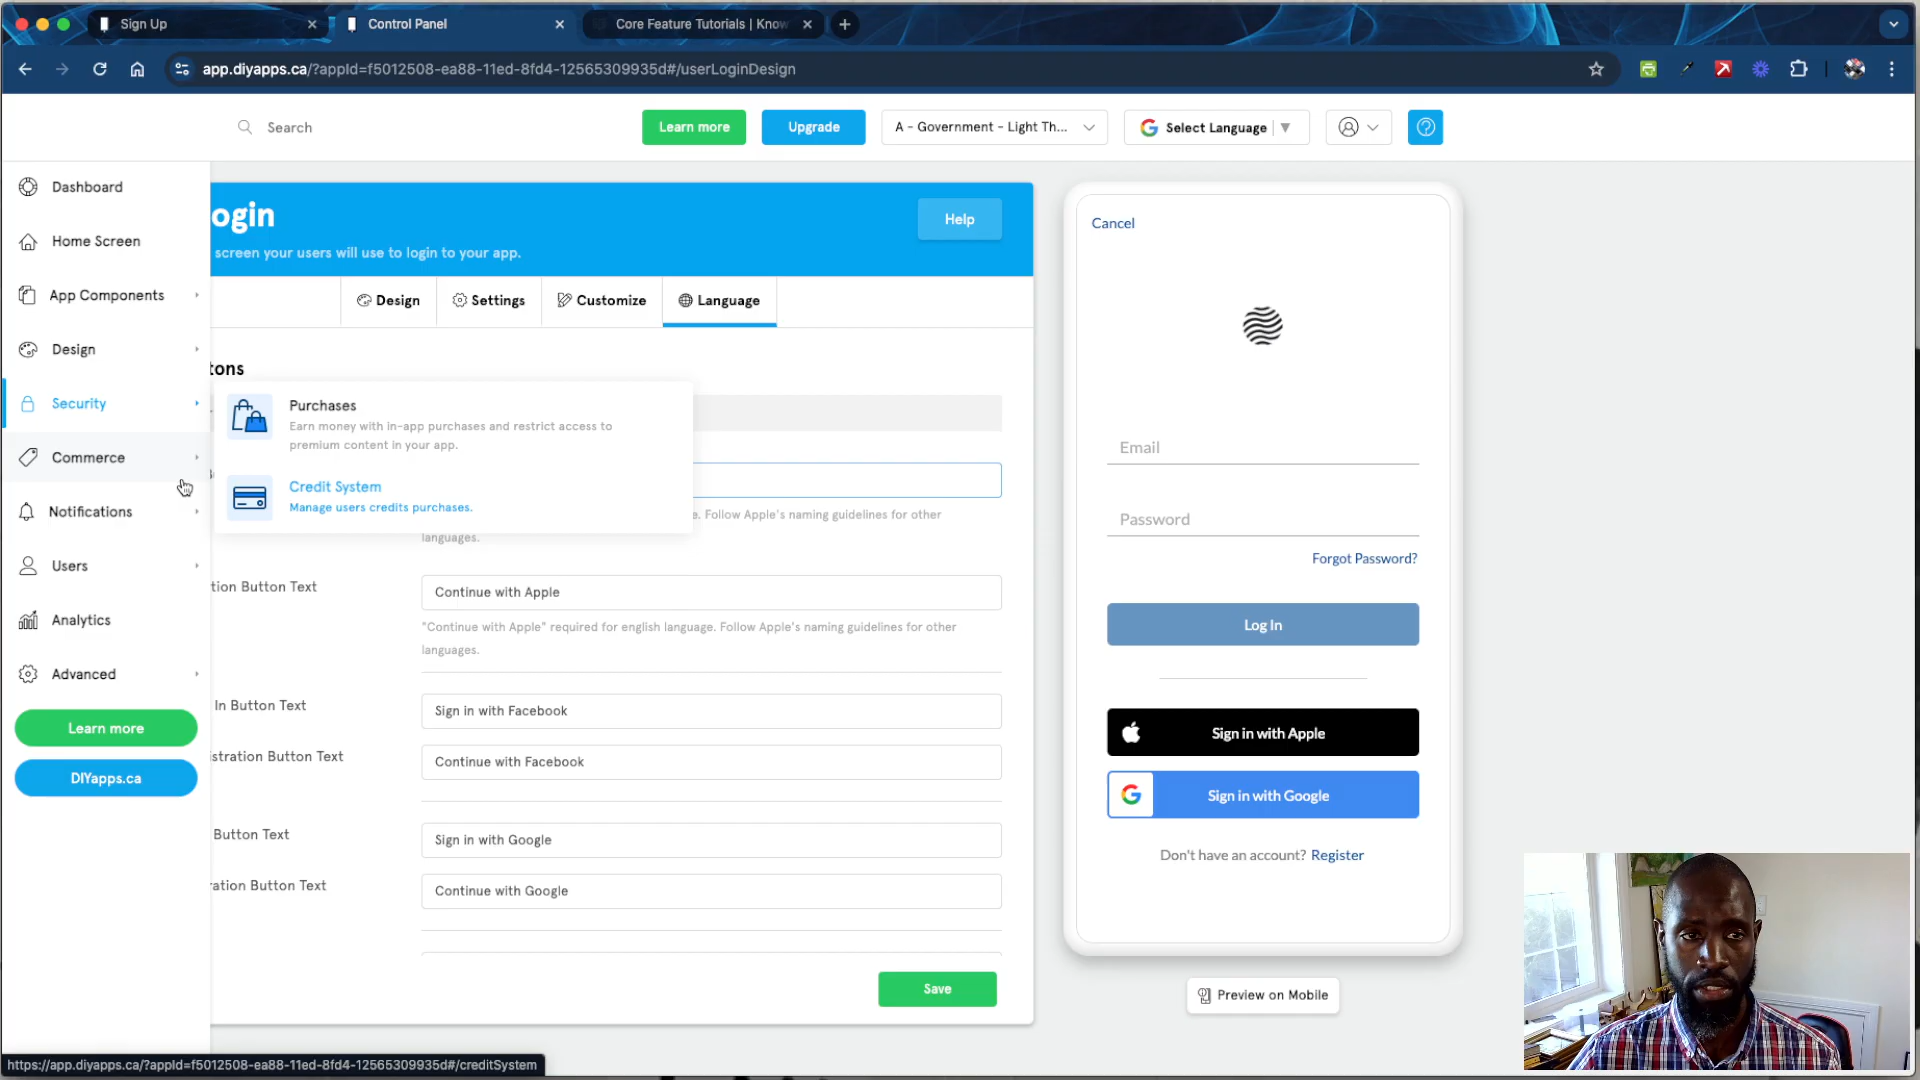 Sign Up
Control Panel
Core Feature Tutorials | Know
app.diyapps.ca/?appId=f5012508-ea88-11ed-8fd4-12565309935d#/userLoginDesign
Search
Learn more
Upgrade
A - Government - Light Th...
Select Language
Dashboard
Home Screen
App Components
Design
Security
Commerce
Notifications
Users
Analytics
Advanced
Learn more
DIYapps.ca
ogin
screen your users will use to login to your app.
Help
Design
Settings
Customize
Language
tons
Purchases
Earn money with in-app purchases and restrict access to
premium content in your app.
Credit System
Manage users credits purchases.
e. Follow Apple's naming guidelines for other
languages.
tion Button Text
Continue with Apple
"Continue with Apple" required for english language. Follow Apple's naming guidelines for other
languages.
In Button Text
Sign in with Facebook
istration Button Text
Continue with Facebook
Button Text
Sign in with Google
ration Button Text
Continue with Google
Save
Cancel
Email
Password
Forgot Password?
Log In
Sign in with Apple
Sign in with Google
Don't have an account? Register
Preview on Mobile
https://app.diyapps.ca/?appId=f5012508-ea88-11ed-8fd4-12565309935d#/creditSystem